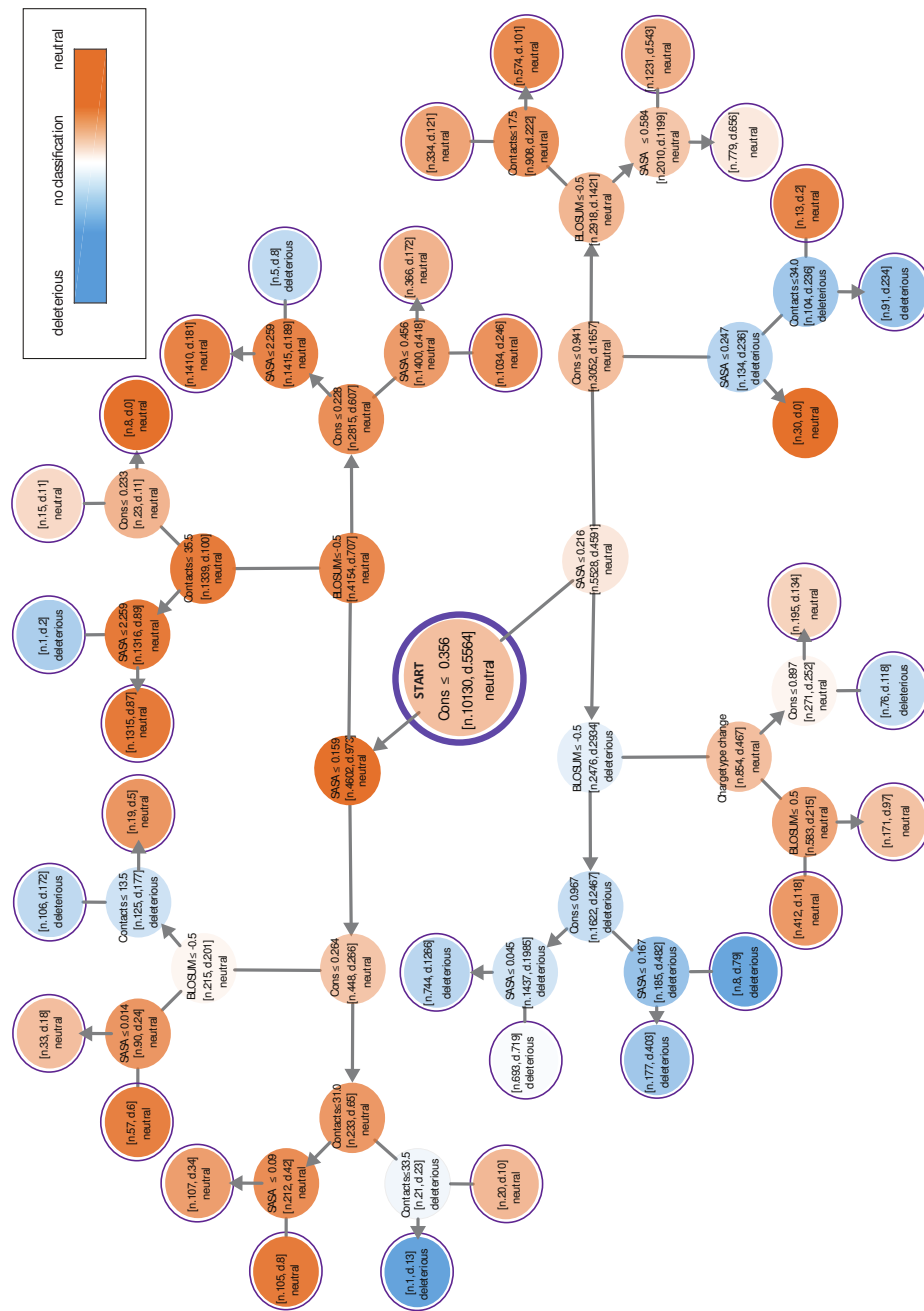 deleterious
no classification
neutral
START
Cons ≤ 0.356
[n.10130, d.5564]
neutral
SASA ≤ 0.159
[n.4602, d.973]
neutral
BLOSUM≤-0.5
[n.4154, d.707]
neutral
Contacts≤ 35.5
[n.1339, d.100]
neutral
SASA ≤ 2.259
[n.1316, d.89]
neutral
[n.1, d.2]
deleterious
[n.1315, d.87]
neutral
Cons ≤ 0.233
[n.23, d.11]
neutral
[n.15, d.11]
neutral
[n.8, d.0]
neutral
Cons ≤ 0.228
[n.2815, d.607]
neutral
SASA ≤ 2.259
[n.1415, d.189]
neutral
[n.1410, d.181]
neutral
[n.5, d.8]
deleterious
SASA ≤ 0.456
[n.1400, d.418]
neutral
[n.366, d.172]
neutral
[n.1034, d.246]
neutral
Cons ≤ 0.264
[n.448, d.266]
neutral
BLOSUM ≤ -0.5
[n.215, d.201]
neutral
Contacts ≤ 13.5
[n.125, d.177]
deleterious
[n.106, d.172]
deleterious
[n.19, d.5]
neutral
SASA ≤ 0.014
[n.90, d.24]
neutral
[n.33, d.18]
neutral
[n.57, d.6]
neutral
Contacts≤31.0
[n.233, d.65]
neutral
SASA ≤ 0.09
[n.212, d.42]
neutral
[n.107, d.34]
neutral
[n.105, d.8]
neutral
Contacts≤33.5
[n.21, d.23]
deleterious
[n.1, d.13]
deleterious
[n.20, d.10]
neutral
SASA ≤ 0.216
[n.5528, d.4591]
neutral
Cons ≤ 0.941
[n.3052, d.1657]
neutral
BLOSUM ≤-0.5
[n.2918, d.1421]
neutral
Contacts≤17.5
[n.908, d.222]
neutral
[n.334, d.121]
neutral
[n.574, d.101]
neutral
SASA ≤ 0.584
[n.2010, d.1199]
neutral
[n.1231, d.543]
neutral
[n.779, d.656]
neutral
SASA ≤ 0.247
[n.134, d.236]
deleterious
[n.30, d.0]
neutral
Contacts ≤34.0
[n.104, d.236]
deleterious
[n.13, d.2]
neutral
[n.91, d.234]
deleterious
BLOSUM ≤ -0.5
[n.2476, d.2934]
deleterious
Cons ≤ 0.967
[n.1622, d.2467]
deleterious
SASA ≤ 0.045
[n.1437, d.1985]
deleterious
[n.744, d.1266]
deleterious
[n.693, d.719]
deleterious
SASA ≤ 0.167
[n.185, d.482]
deleterious
[n.177, d.403]
deleterious
[n.8, d.79]
deleterious
Chargetype change
[n.854, d.467]
neutral
Cons ≤ 0.897
[n.271, d.252]
neutral
[n.195, d.134]
neutral
[n.76, d.118]
deleterious
BLOSUM ≤ 0.5
[n.583, d.215]
neutral
[n.412, d.118]
neutral
[n.171, d.97]
neutral